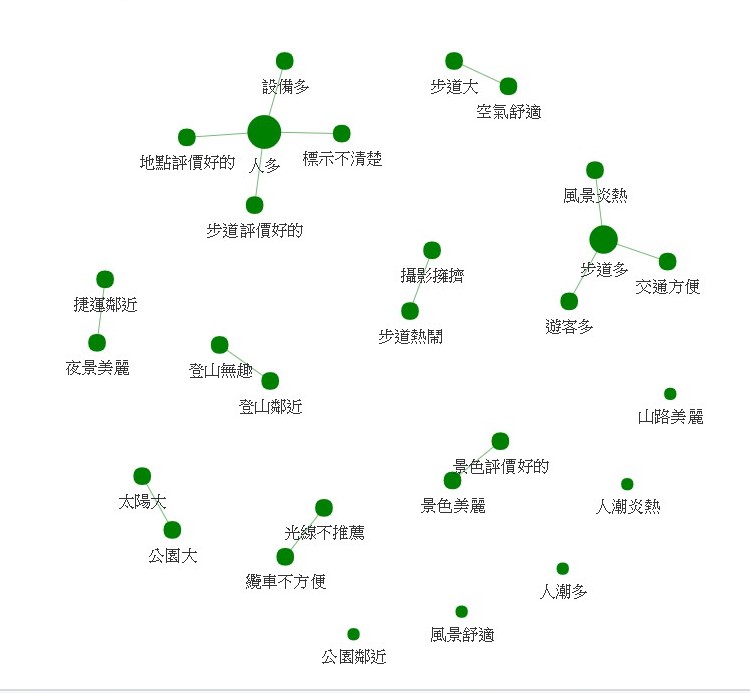 設備多
步道大
空氣舒適
地點評價好的
人多
標示不清楚
風景炎熱
步道評價好的
攝影擁擠
步道多
交通方便
捷運鄰近
步道熱鬧
遊客多
夜景美麗
登山無趣
登山鄰近
山路美麗
景色評價好的
太陽大
景色美麗
人潮炎熱
光線不推薦
公園大
纜車不方便
人潮多
風景舒適
公園鄰近